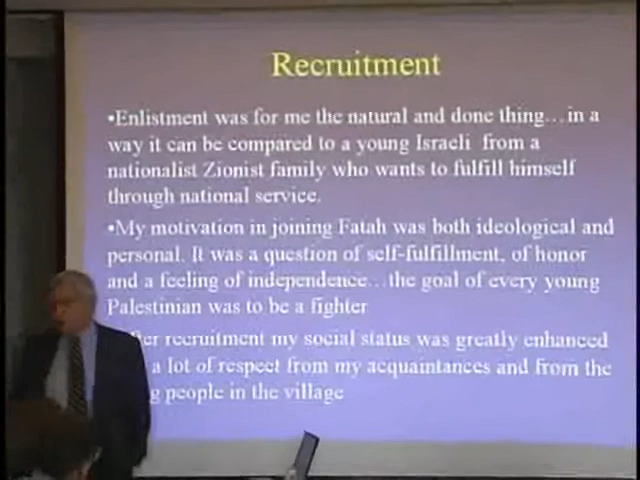 Recruitment
•Enlistment was for me the natural and done thing…in a
way it can be compared to a young Israeli from a
nationalist Zionist family who wants to fulfill himself
through national service.
•My motivation in joining Fatah was both ideological and
personal. It was a question of self-fulfillment, of honor
and a feeling of independence…the goal of every young
Palestinian was to be a fighter
recruitment my social status was greatly enhanced
a lot of respect from my acquaintances and from the
people in the village